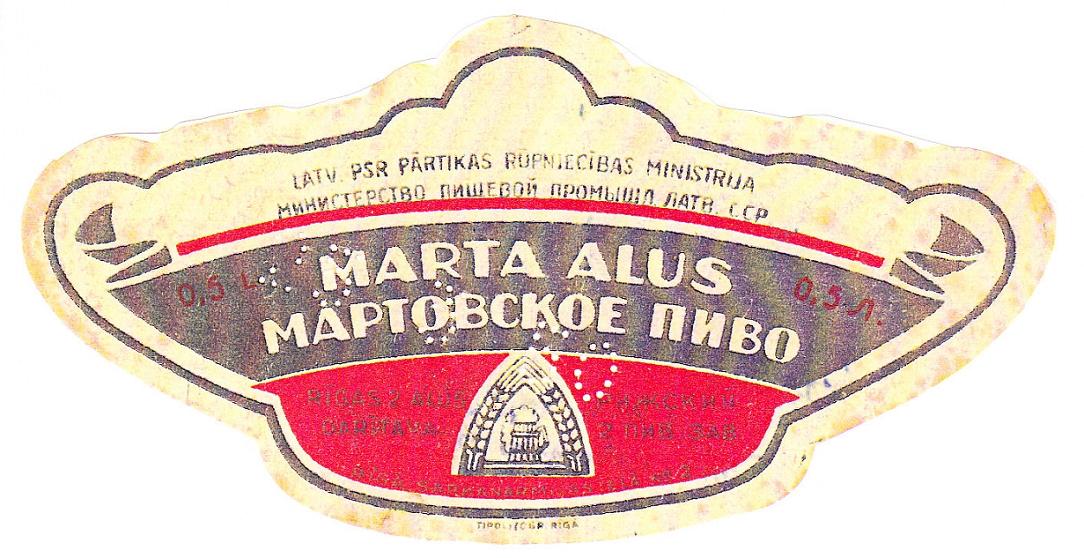 LATV. PSR PĀRTIKAS RŪPNIECĪBAS MINISTRIJA
МИНИСТЕРСТВО ПИЩЕВОЙ ПРОМЫШЛ ЛАТВ. ССР
MARTA ALUS
0,5 L
0,5 Л.
МАРТОВСКОЕ ПИВО
RĪGAS 2 ALUS
DARĪTAVA
РИЖСКИЙ
2 ПИВ. ЗАВ.
RĪGĀ